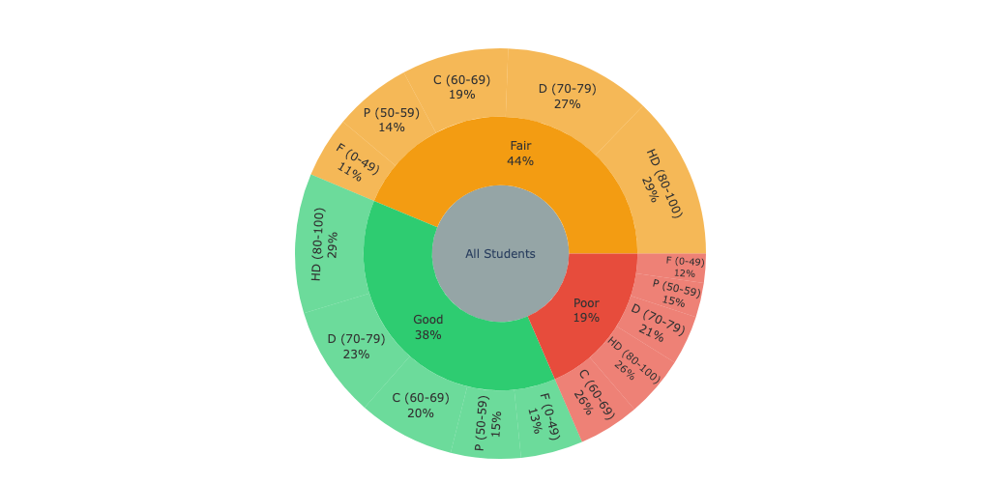 C (60-69)
19%
D (70-79)
27%
P (50-59)
14%
F (0-49)
11%
HD (80-100)
29%
Fair
44%
HD (80-100)
29%
All Students
F (0-49)
12%
P (50-59)
15%
D (70-79)
21%
HD (80-100)
26%
C (60-69)
26%
Poor
19%
Good
38%
D (70-79)
23%
C (60-69)
20%
P (50-59)
15%
F (0-49)
13%